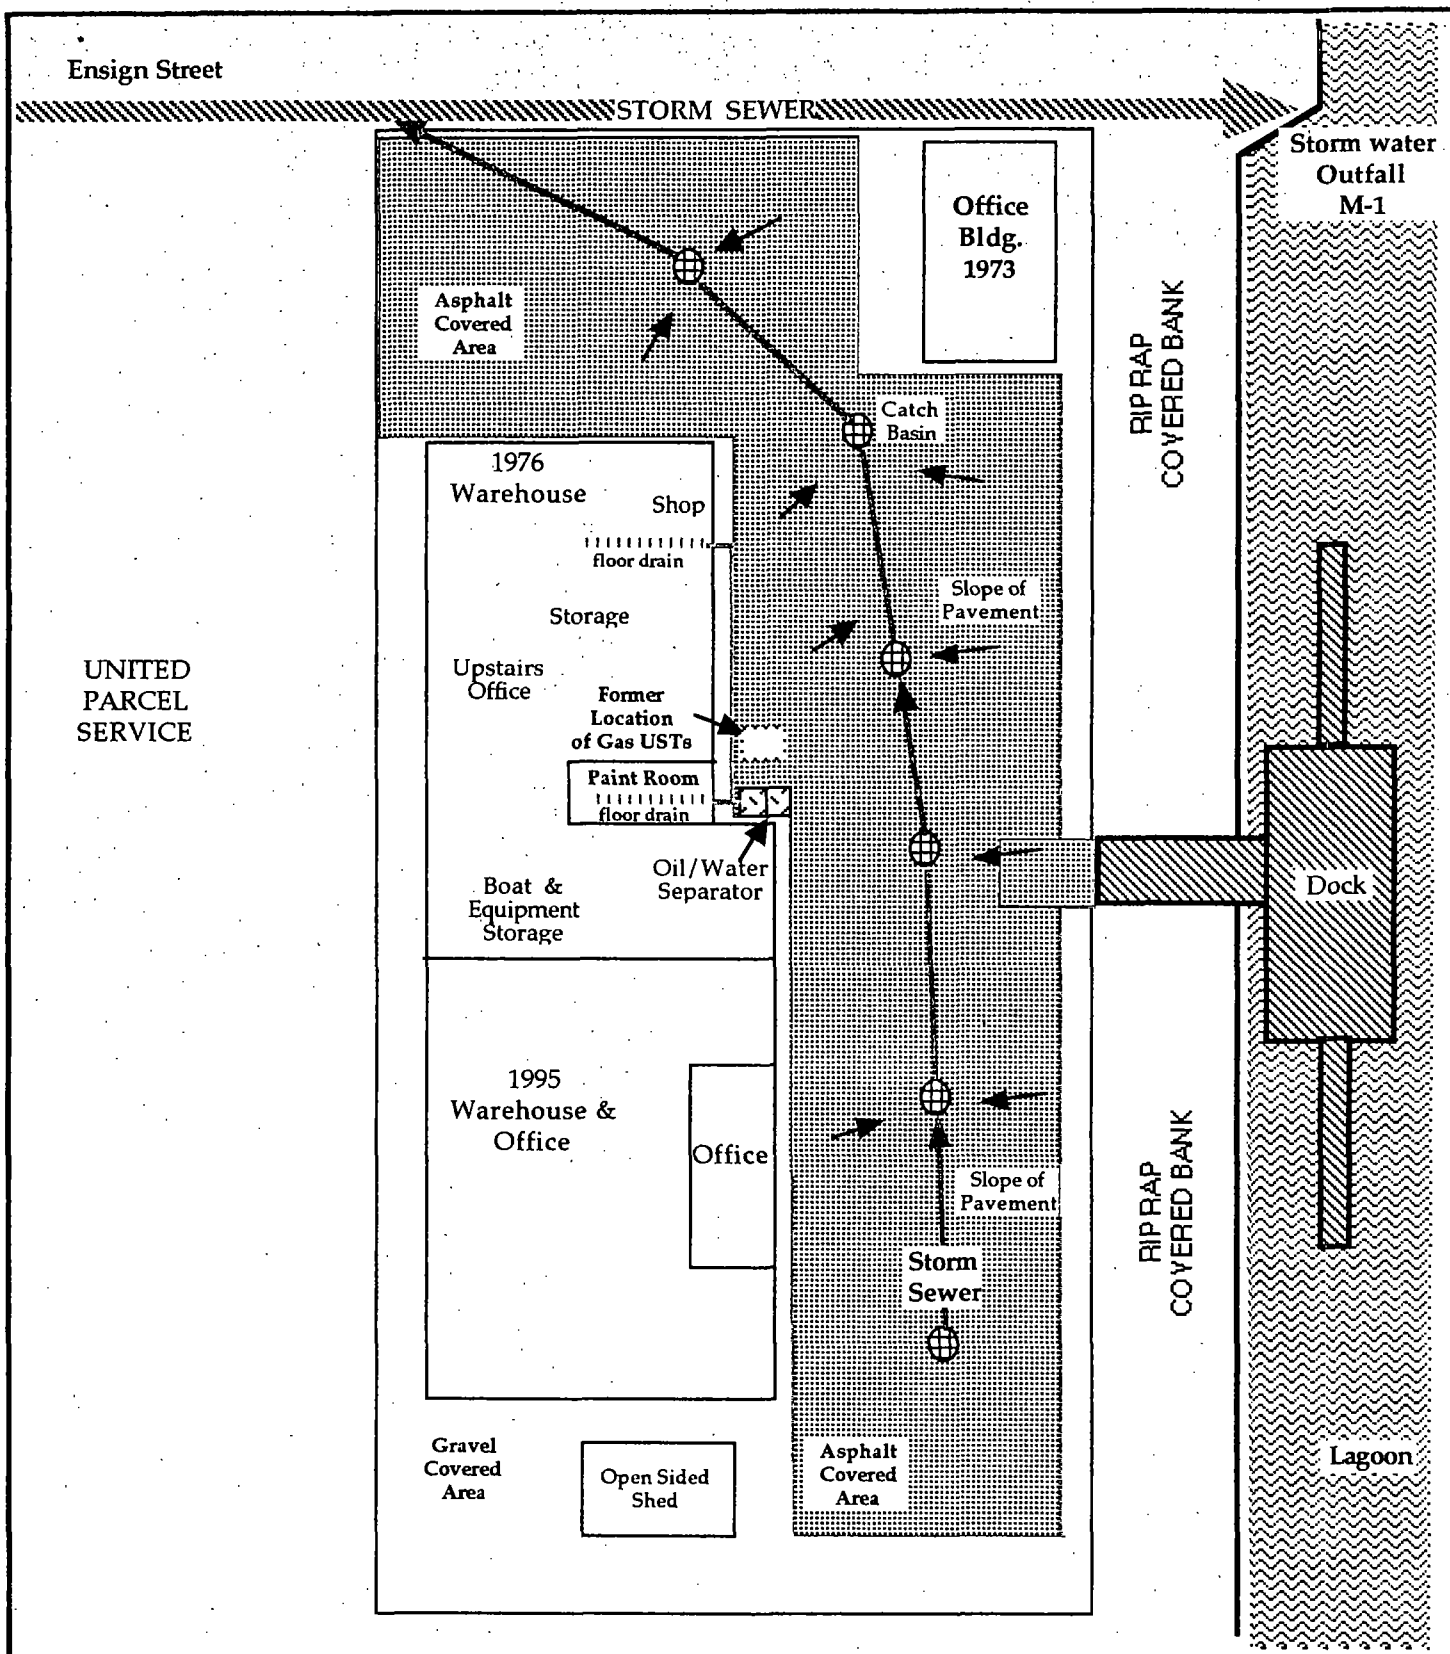 Ensign Street
STORM SEWER
Storm water
Outfall
M-1
Office
Bldg.
1973
Asphalt
Covered
Area
RIP RAP
COVERED BANK
Catch
Basin
1976
Warehouse
Shop
floor drain
Storage
Slope of
Pavement
Upstairs
Office
UNITED
PARCEL
SERVICE
Former
Location
of Gas USTs
Paint Room
floor drain
Oil/Water
Separator
Boat &
Equipment
Storage
Dock
1995
Warehouse &
Office
Office
Slope of
Pavement
RIP RAP
COVERED BANK
Storm
Sewer
Gravel
Covered
Area
Open Sided
Shed
Asphalt
Covered
Area
Lagoon